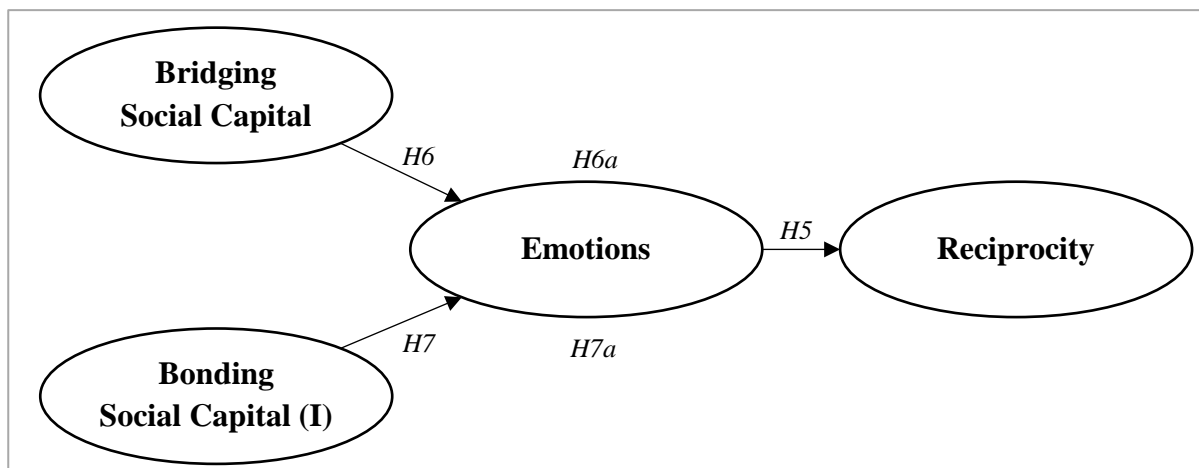 Bridging
Social Capital
H6
H6a
Emotions
H5
Reciprocity
H7
H7a
Bonding
Social Capital (I)